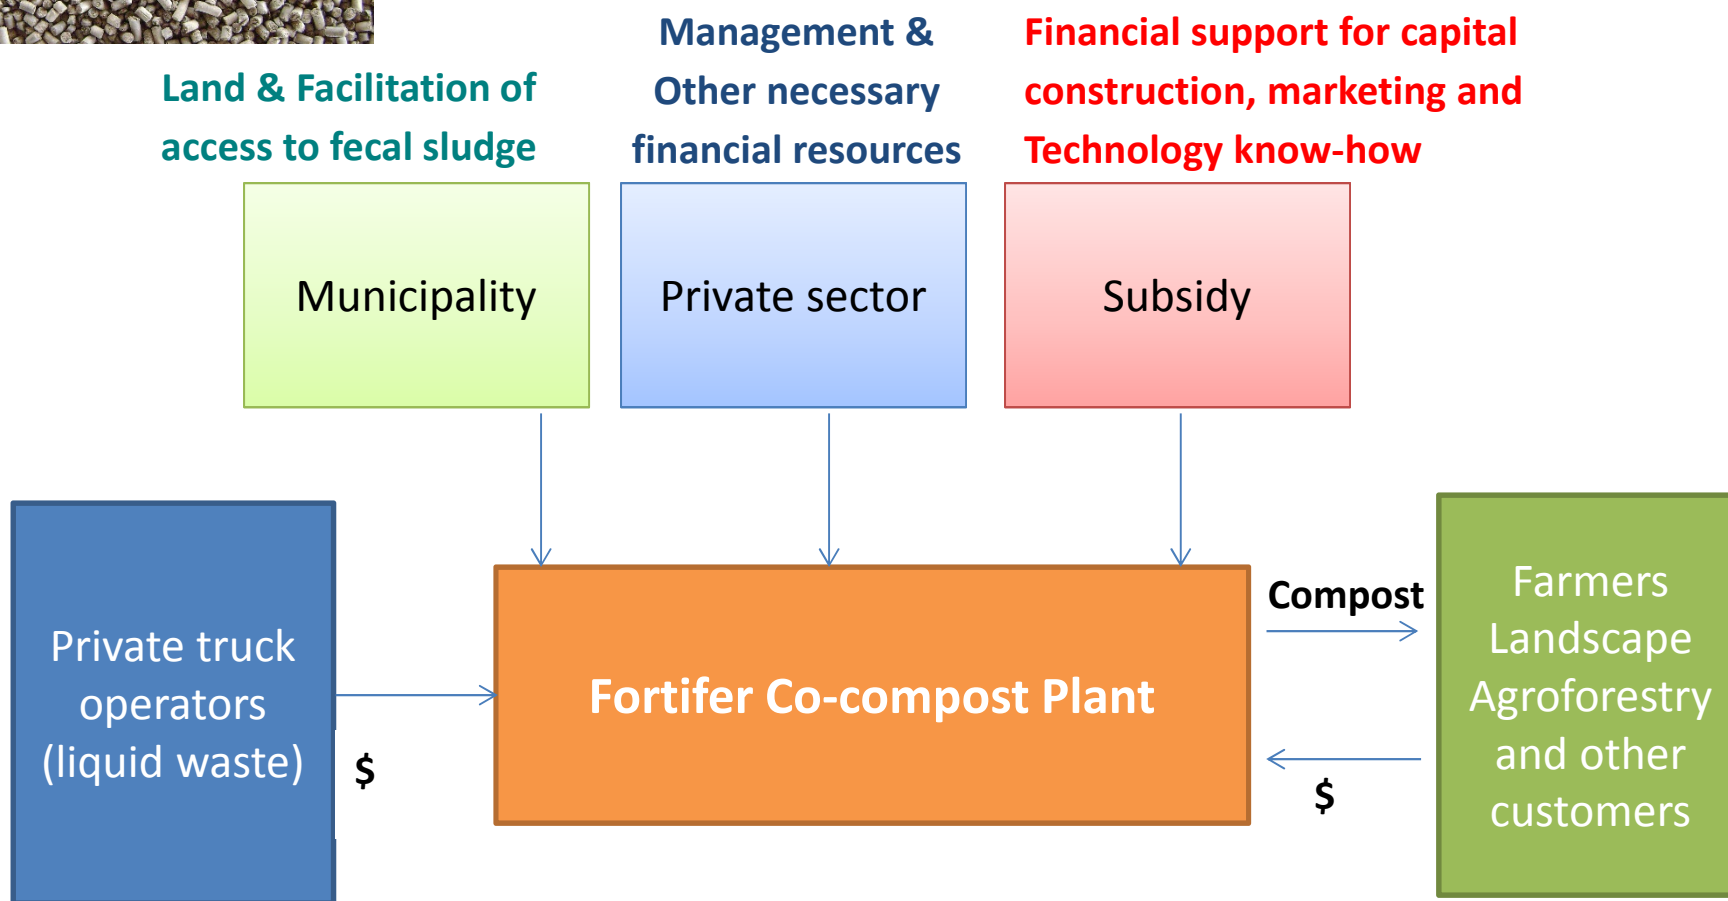 Land & Facilitation of
access to fecal sludge
Management &
Other necessary
financial resources
Financial support for capital
construction, marketing and
Technology know-how
Municipality
Private sector
Subsidy
Private truck
operators
(liquid waste)
$
Fortifer Co-compost Plant
Compost
$
Farmers
Landscape
Agroforestry
and other
customers